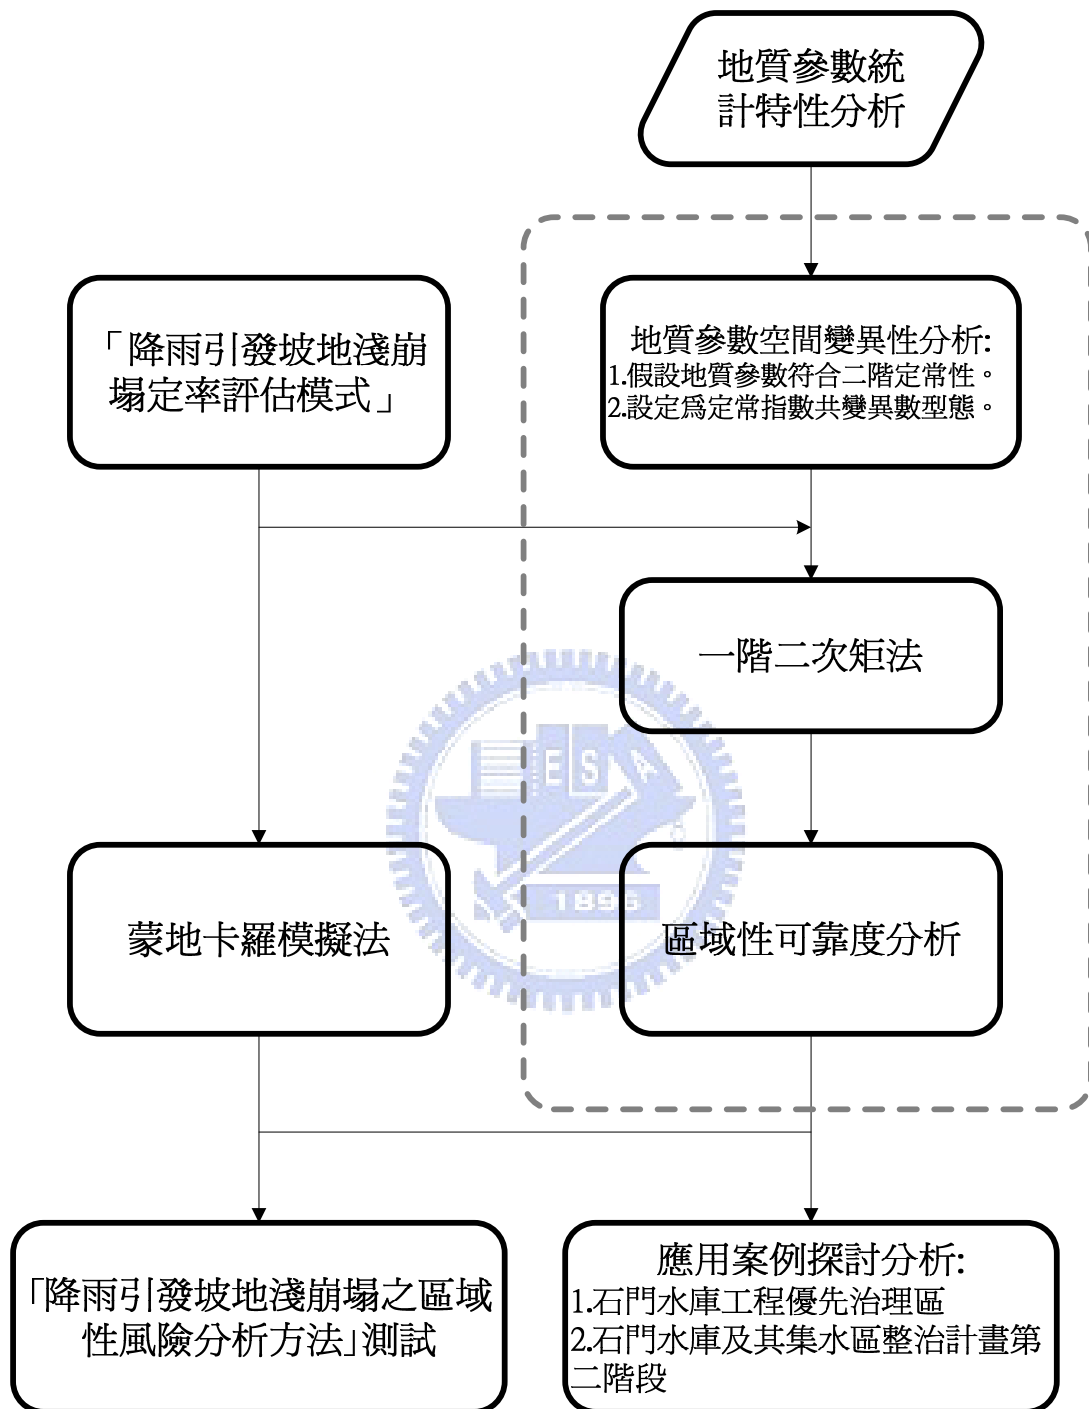 地質參數統
計特性分析
「降雨引發坡地淺崩
塌定率評估模式」
地質參數空間變異性分析:
1.假設地質參數符合二階定常性。
2.設定為定常指數共變異數型態。
一階二次矩法
ESA
1896
蒙地卡羅模擬法
區域性可靠度分析
「降雨引發坡地淺崩塌之區域
性風險分析方法」測試
應用案例探討分析:
1.石門水庫工程優先治理區
2.石門水庫及其集水區整治計畫第
二階段